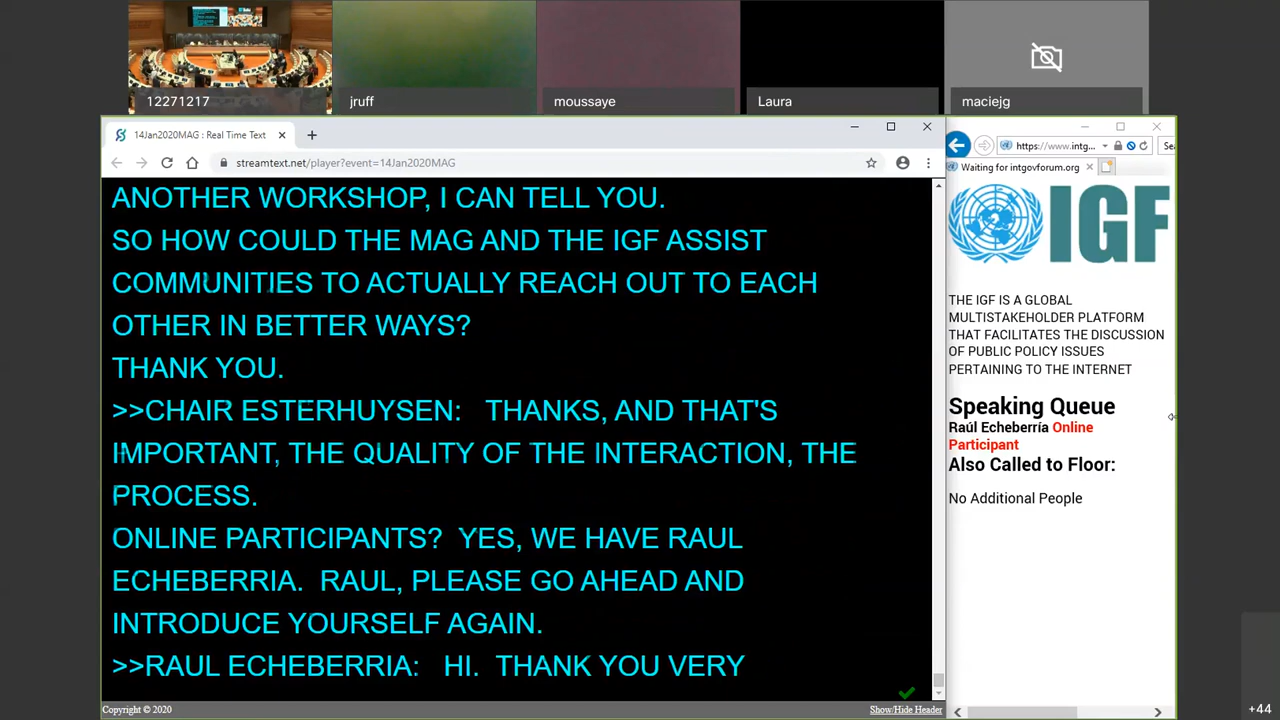 12271217
jruff
moussaye
Laura
maciejg
14Jan2020MAG : Real Time Text
streamtext.net/player?event=14Jan2020MAG
ANOTHER WORKSHOP, I CAN TELL YOU.
SO HOW COULD THE MAG AND THE IGF ASSIST
COMMUNITIES TO ACTUALLY REACH OUT TO EACH
OTHER IN BETTER WAYS?
THANK YOU.
>>CHAIR ESTERHUYSEN: THANKS, AND THAT'S
IMPORTANT, THE QUALITY OF THE INTERACTION, THE
PROCESS.
ONLINE PARTICIPANTS? YES, WE HAVE RAUL
ECHEBERRIA. RAUL, PLEASE GO AHEAD AND
INTRODUCE YOURSELF AGAIN.
>>RAUL ECHEBERRIA: HI. THANK YOU VERY
Copyright © 2020
Show/Hide Header
https://www.intg...
Sea
Waiting for intgovforum.org
IGF
THE IGF IS A GLOBAL
MULTISTAKEHOLDER PLATFORM
THAT FACILITATES THE DISCUSSION
OF PUBLIC POLICY ISSUES
PERTAINING TO THE INTERNET
Speaking Queue
Raúl Echeberría Online
Participant
Also Called to Floor:
No Additional People
+44